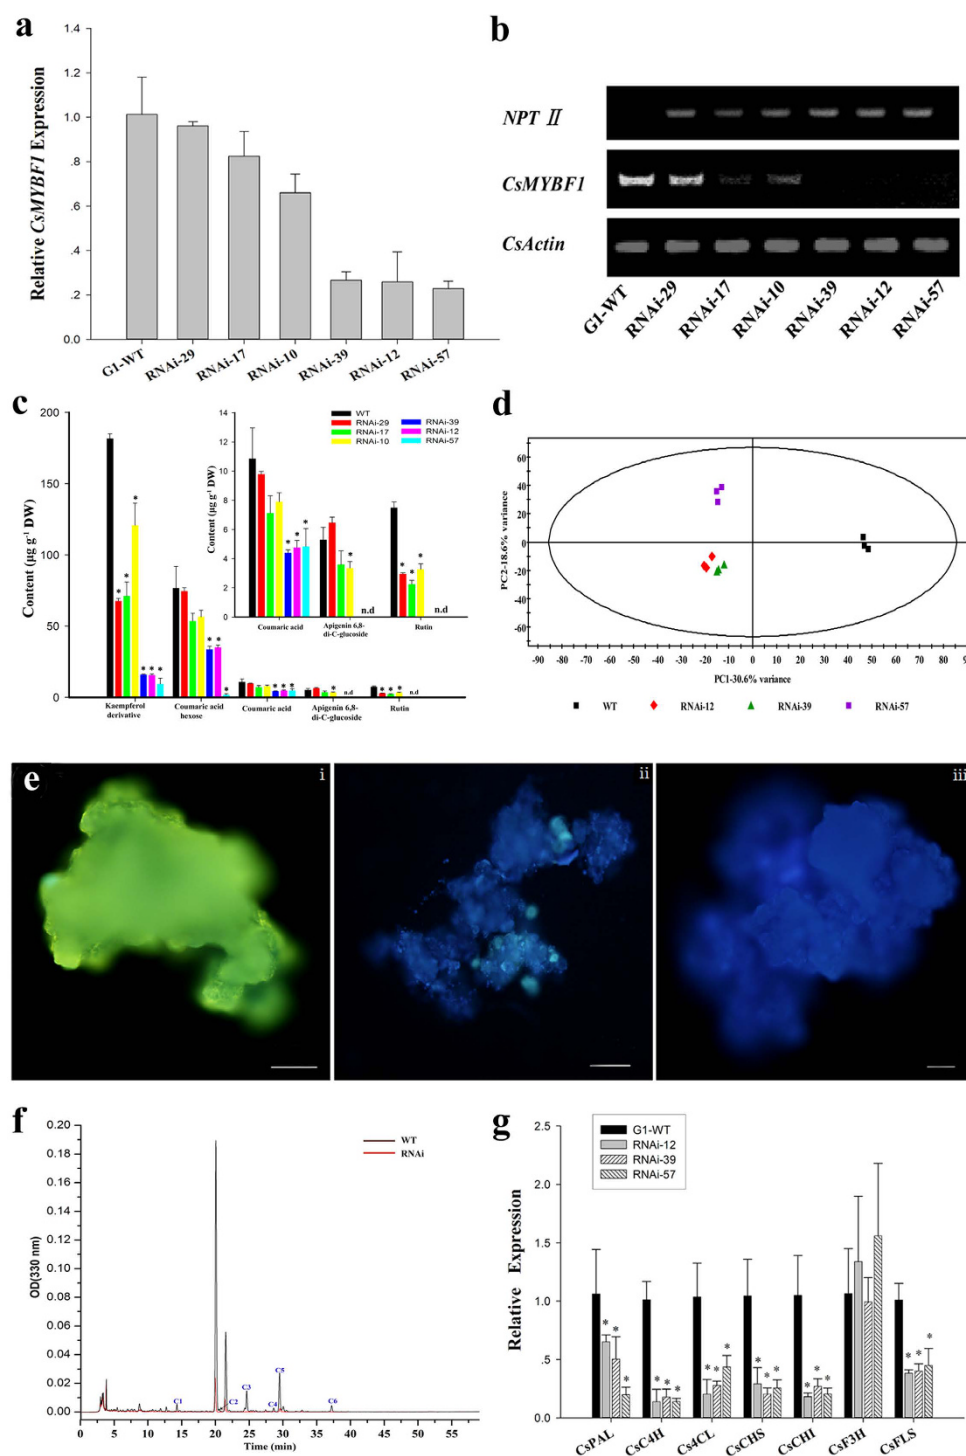 a
Relative CsMYBF1 Expression
1.4
1.2
1.0
.8
.6
.4
.2
0.0
G1-WT
RNAi-29
RNAi-17
RNAi-10
RNAi-39
RNAi-12
RNAi-57
b
NPT II
CsMYBF1
CsActin
G1-WT
RNAi-29
RNAi-17
RNAi-10
RNAi-39
RNAi-12
RNAi-57
c
Content (μg g-1 DW)
200
150
100
50
0
Kaempferol derivative
Coumaric acid hexose
Coumaric acid
Apigenin 6,8-di-C-glucoside
Rutin
* * * * * *
* * *
* * *
* n.d
* * * n.d
Content (μg g-1 DW)
14
12
10
8
6
4
2
0
WT
RNAi-29
RNAi-17
RNAi-10
RNAi-39
RNAi-12
RNAi-57
* * *
* n.d
* * * n.d
Coumaric acid
Apigenin 6,8-di-C-glucoside
Rutin
d
PC2-18.6% variance
60
40
20
0
-20
-40
-60
-90 -80 -70 -60 -50 -40 -30 -20 -10 0 10 20 30 40 50 60 70 80 90
PC1-30.6% variance
WT RNAi-12 RNAi-39 RNAi-57
e
i
ii
iii
f
OD(330 nm)
0.20
0.18
0.16
0.14
0.12
0.10
0.08
0.06
0.04
0.02
0.00
WT
RNAi
C1
C2
C3
C4
C5
C6
0 5 10 15 20 25 30 35 40 45 50 55
Time (min)
g
Relative Expression
2.5
2.0
1.5
1.0
.5
0.0
G1-WT
RNAi-12
RNAi-39
RNAi-57
* * *
* * *
* * *
* * *
* * *
* * *
CsPAL
CsC4H
Cs4CL
CsCHS
CsCHI
CsF3H
CsFLS